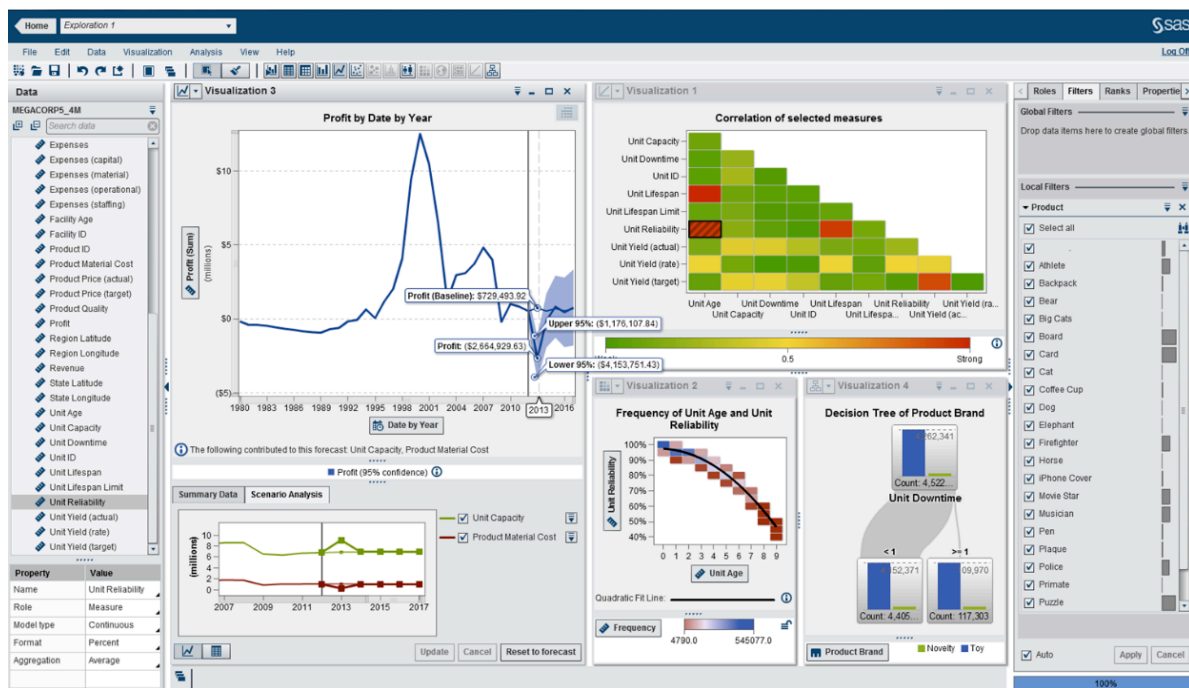 Home
Exploration 1
sas
File Edit Data Visualization Analysis View Help
Log Off
Data
MEGACORP5_4M
Search data
Expenses
Expenses (capital)
Expenses (material)
Expenses (operational)
Expenses (staffing)
Facility Age
Facility ID
Product ID
Product Material Cost
Product Price (actual)
Product Price (target)
Product Quality
Profit
Region Latitude
Region Longitude
Revenue
State Latitude
State Longitude
Unit Age
Unit Capacity
Unit Downtime
Unit ID
Unit Lifespan
Unit Lifespan Limit
Unit Reliability
Unit Yield (actual)
Unit Yield (rate)
Unit Yield (target)
Property Value
Name Unit Reliability
Role Measure
Model type Continuous
Format Percent
Aggregation Average
Visualization 3
Profit by Date by Year
Profit (Sum)
(millions)
$10
$5
$0
($5)
Profit (Baseline): $729,493.92
Upper 95%: ($1,176,107.84)
Profit: ($2,664,929.63)
Lower 95%: ($4,153,751.43)
1980 1983 1986 1989 1992 1995 1998 2001 2004 2007 2010 2013 2016
Date by Year
The following contributed to this forecast: Unit Capacity, Product Material Cost
Profit (95% confidence)
Summary Data Scenario Analysis
(millions)
10
8
6
4
2
0
2007 2009 2011 2013 2015 2017
Unit Capacity
Product Material Cost
Update Cancel Reset to forecast
Visualization 1
Correlation of selected measures
Unit Capacity
Unit Downtime
Unit ID
Unit Lifespan
Unit Lifespan Limit
Unit Reliability
Unit Yield (actual)
Unit Yield (rate)
Unit Yield (target)
Unit Age Unit Downtime Unit Lifespan Unit Reliability Unit Yield (ra...
Unit Capacity Unit ID Unit Lifespa... Unit Yield (ac...
0.5 Strong
Visualization 2
Frequency of Unit Age and Unit
Reliability
Unit Reliability
100%
90%
80%
70%
60%
50%
40%
0 1 2 3 4 5 6 7 8 9
Unit Age
Quadratic Fit Line:
Frequency
4790.0 545077.0
Visualization 4
Decision Tree of Product Brand
Count: 4,522...
Unit Downtime
< 1 >= 1
Count: 4,405... Count: 117,303
Product Brand
Novelty Toy
Roles Filters Ranks Propertie
Global Filters
Drop data items here to create global filters.
Local Filters
Product
Select all
.
Athlete
Backpack
Bear
Big Cats
Board
Card
Cat
Coffee Cup
Dog
Elephant
Firefighter
Horse
iPhone Cover
Movie Star
Musician
Pen
Plaque
Police
Primate
Puzzle
Auto Apply Cancel
100%